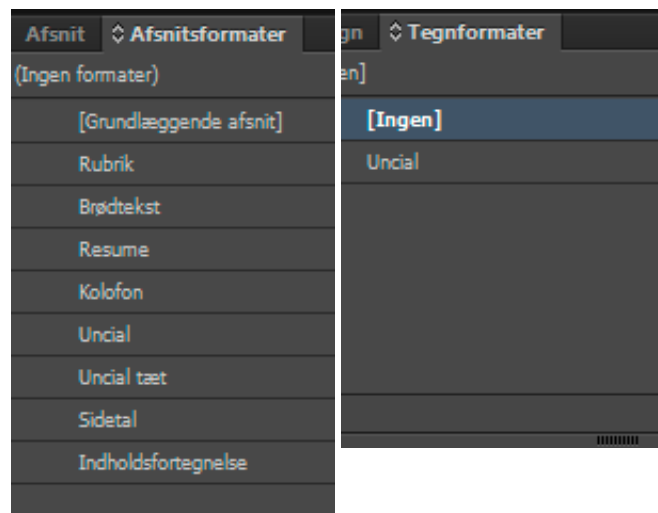 Afsnit Afsnitsformater
(Ingen formater)
[Grundlæggende afsnit]
Rubrik
Brødtekst
Resume
Kolofon
Uncial
Uncial tæt
Sidetal
Indholdsfortegnelse
gn Tegnformater
en]
[Ingen]
Uncial